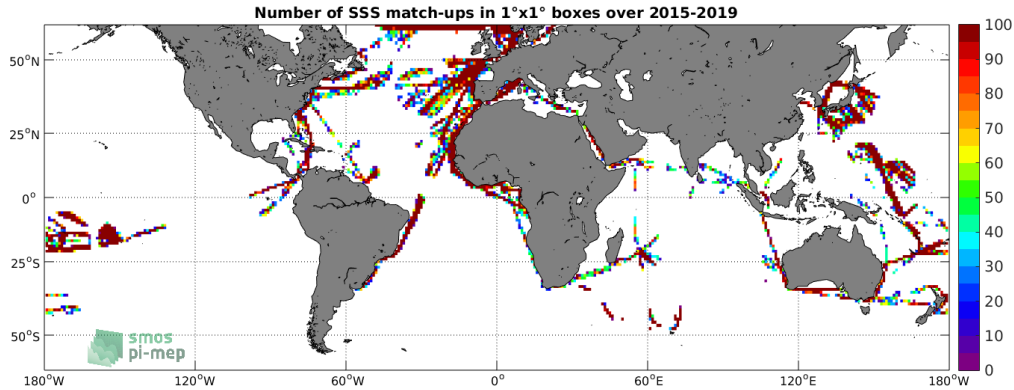 Number of SSS match-ups in 1°x1° boxes over 2015-2019
50°N
25°N
0°
25°S
50°S
180°W 120°W 60°W 0° 60°E 120°E 180°W
100
90
80
70
60
50
40
30
20
10
0
smos
pi-mep